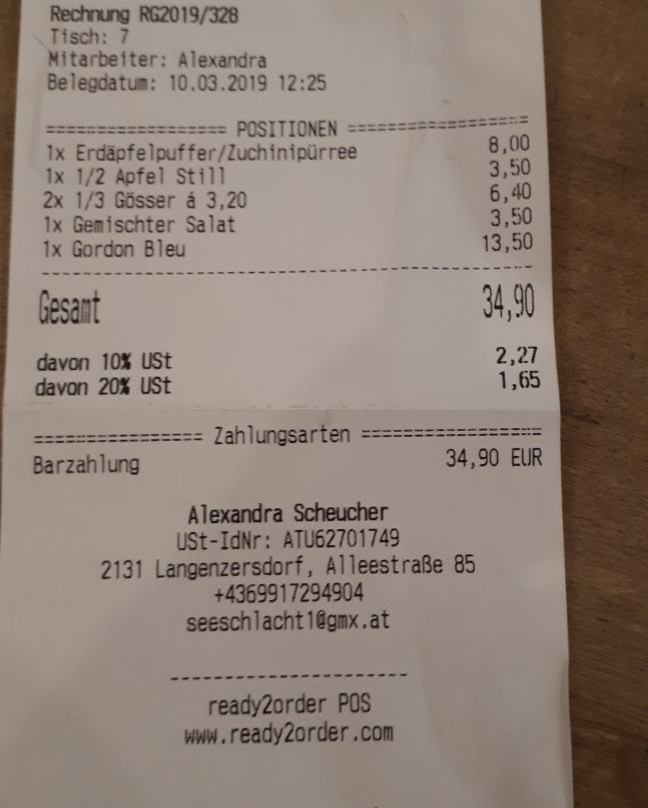 Rechnung RG2019/328
Tisch: 7
Mitarbeiter: Alexandra
Belegdatum: 10.03.2019 12:25
================== POSITIONEN ==================
1x Erdäpfelpuffer/Zuchinipürree 8,00
1x 1/2 Apfel Still 3,50
2x 1/3 Gösser á 3,20 6,40
1x Gemischter Salat 3,50
1x Gordon Bleu 13,50
------------------------------------------------
Gesamt 34,90
davon 10% USt 2,27
davon 20% USt 1,65
================ Zahlungsarten =================
Barzahlung 34,90 EUR
Alexandra Scheucher
USt-IdNr: ATU62701749
2131 Langenzersdorf, Alleestraße 85
+4369917294904
seeschlacht1@gmx.at
------------------------
ready2order POS
www.ready2order.com